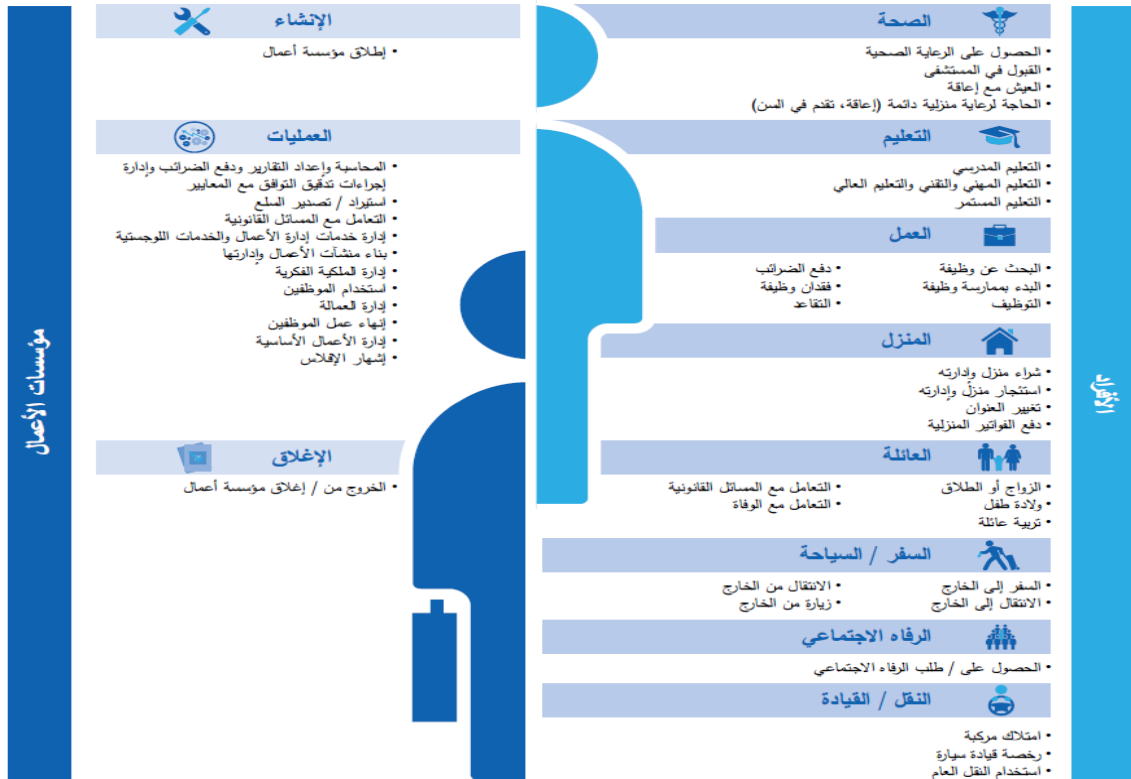 الأفراد
الصحة
• الحصول على الرعاية الصحية
• القبول في المستشفى
• العيش مع إعاقة
• الحاجة لرعاية منزلية دائمة (إعاقة، تقدم في السن)
التعليم
• التعليم المدرسي
• التعليم المهني والتقني والتعليم العالي
• التعليم المستمر
العمل
• البحث عن وظيفة
• البدء بممارسة وظيفة
• التوظيف
• دفع الضرائب
• فقدان وظيفة
• التقاعد
المنزل
• شراء منزل وإدارته
• استئجار منزل وإدارته
• تغيير العنوان
• دفع الفواتير المنزلية
العائلة
• الزواج أو الطلاق
• ولادة طفل
• تربية عائلة
• التعامل مع المسائل القانونية
• التعامل مع الوفاة
السفر / السياحة
• السفر إلى الخارج
• الانتقال إلى الخارج
• الانتقال من الخارج
• زيارة من الخارج
الرفاه الاجتماعي
• الحصول على / طلب الرفاه الاجتماعي
النقل / القيادة
• امتلاك مركبة
• رخصة قيادة سيارة
• استخدام النقل العام
الإنشاء
• إطلاق مؤسسة أعمال
العمليات
• المحاسبة وإعداد التقارير ودفع الضرائب وإدارة
إجراءات تدقيق التوافق مع المعايير
• استيراد / تصدير السلع
• التعامل مع المسائل القانونية
• إدارة خدمات إدارة الأعمال والخدمات اللوجستية
• بناء منشآت الأعمال وإدارتها
• إدارة الملكية الفكرية
• استخدام الموظفين
• إدارة العمالة
• إنهاء عمل الموظفين
• إدارة الأعمال الأساسية
• إشهار الإفلاس
الإغلاق
• الخروج من / إغلاق مؤسسة أعمال
مؤسسات الأعمال